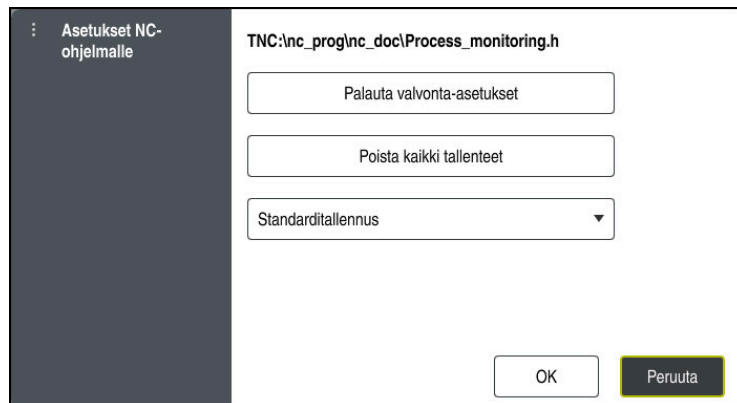 Asetukset NC-
ohjelmalle
TNC:\nc_prog\nc_doc\Process_monitoring.h
Palauta valvonta-asetukset
Poista kaikki tallenteet
Standarditallennus
OK
Peruuta